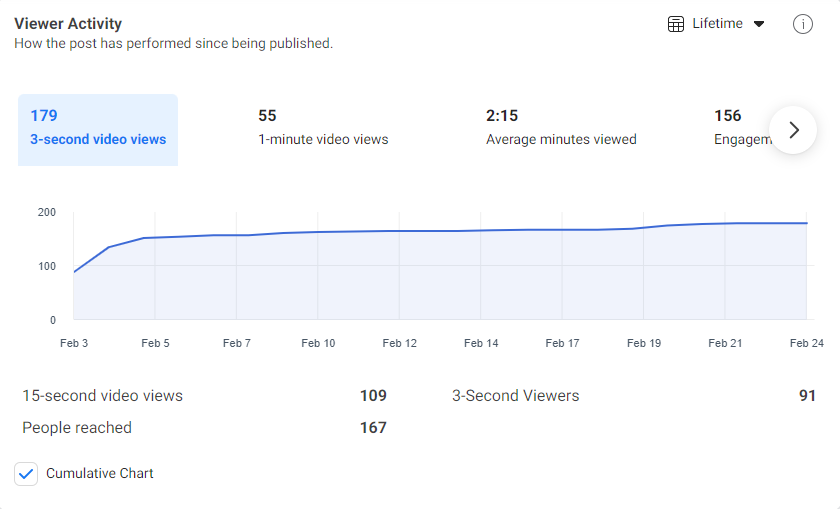 Viewer Activity
Lifetime
How the post has performed since being published.
179
55
2:15
156
3-second video views
1-minute video views
Average minutes viewed
Engagem
200
100
0
Feb 3 Feb 5 Feb 7 Feb 10 Feb 12 Feb 14 Feb 17 Feb 19 Feb 21 Feb 24
15-second video views 109 3-Second Viewers 91
People reached 167
Cumulative Chart